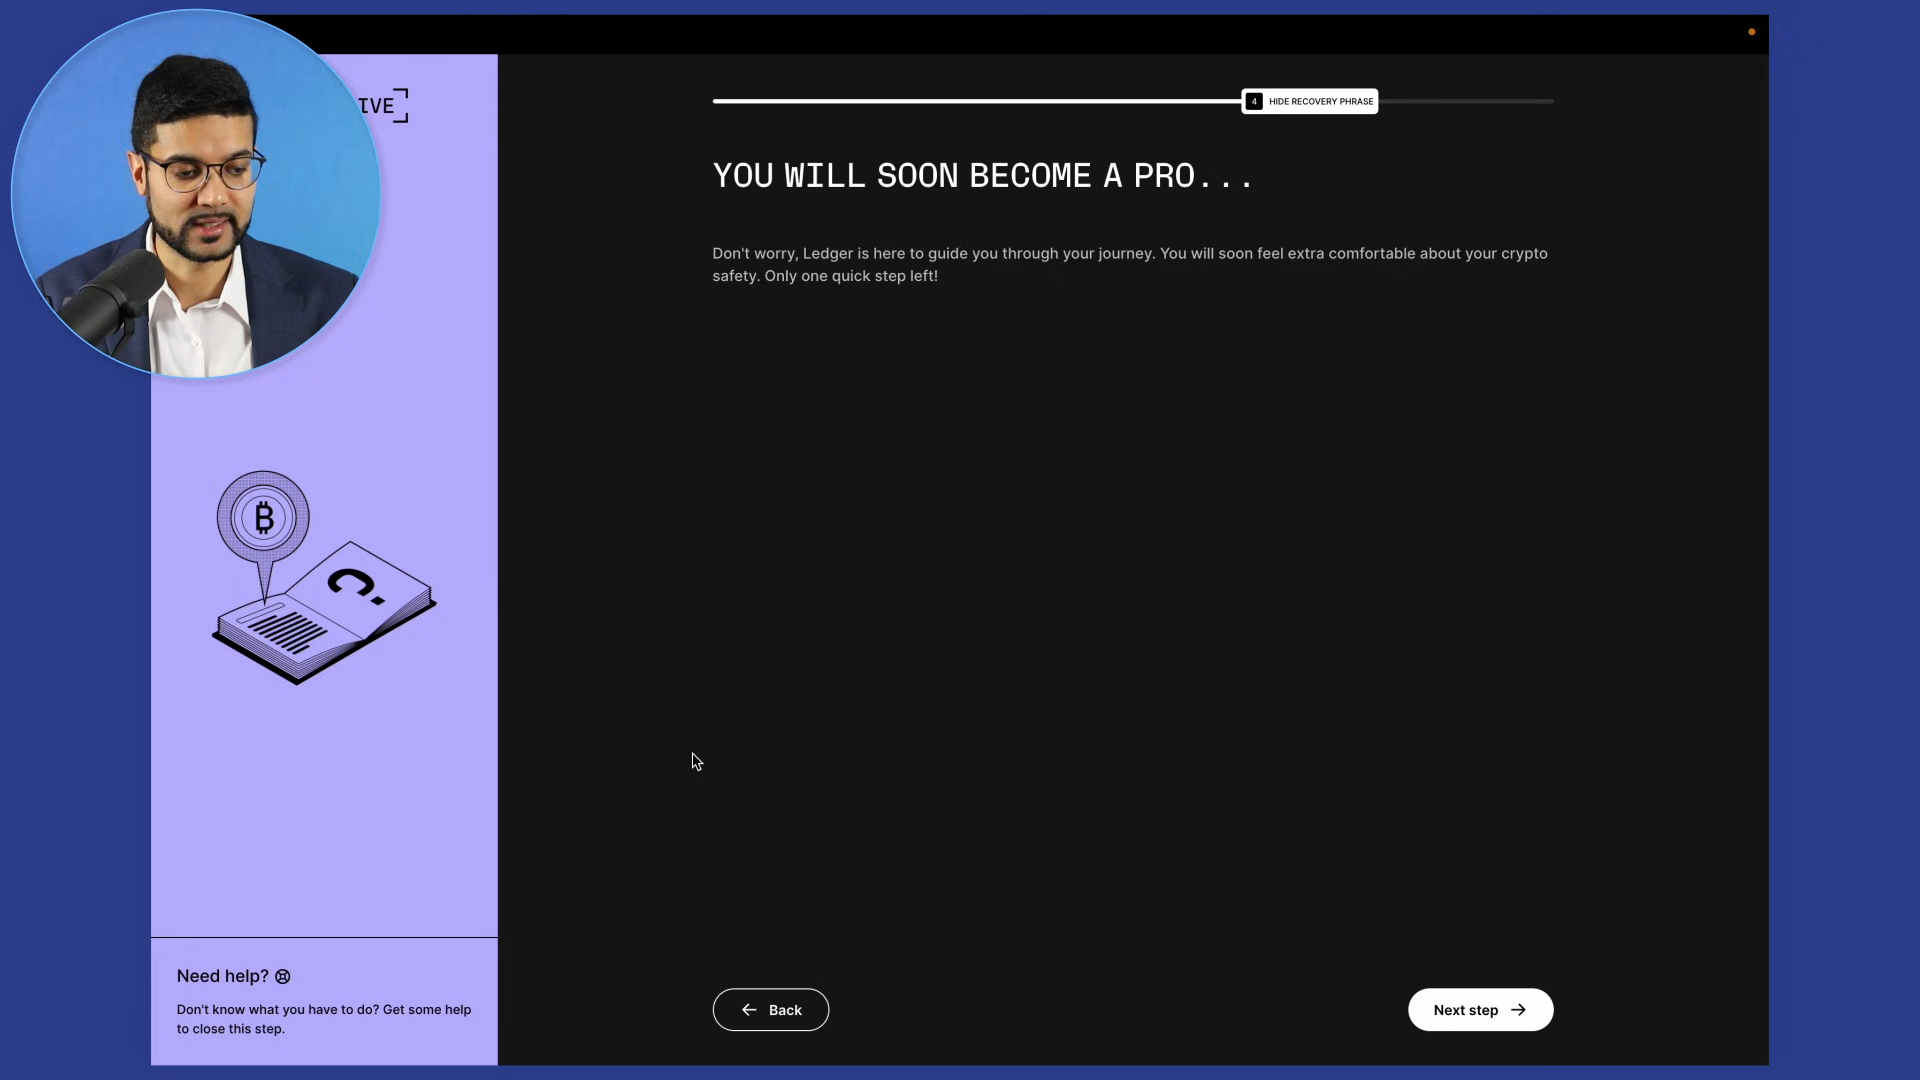 IVE
4 HIDE RECOVERY PHRASE
YOU WILL SOON BECOME A PRO...
Don't worry, Ledger is here to guide you through your journey. You will soon feel extra comfortable about your crypto
safety. Only one quick step left!
₿
C.
Need help?
Don't know what you have to do? Get some help
to close this step.
Back
Next step